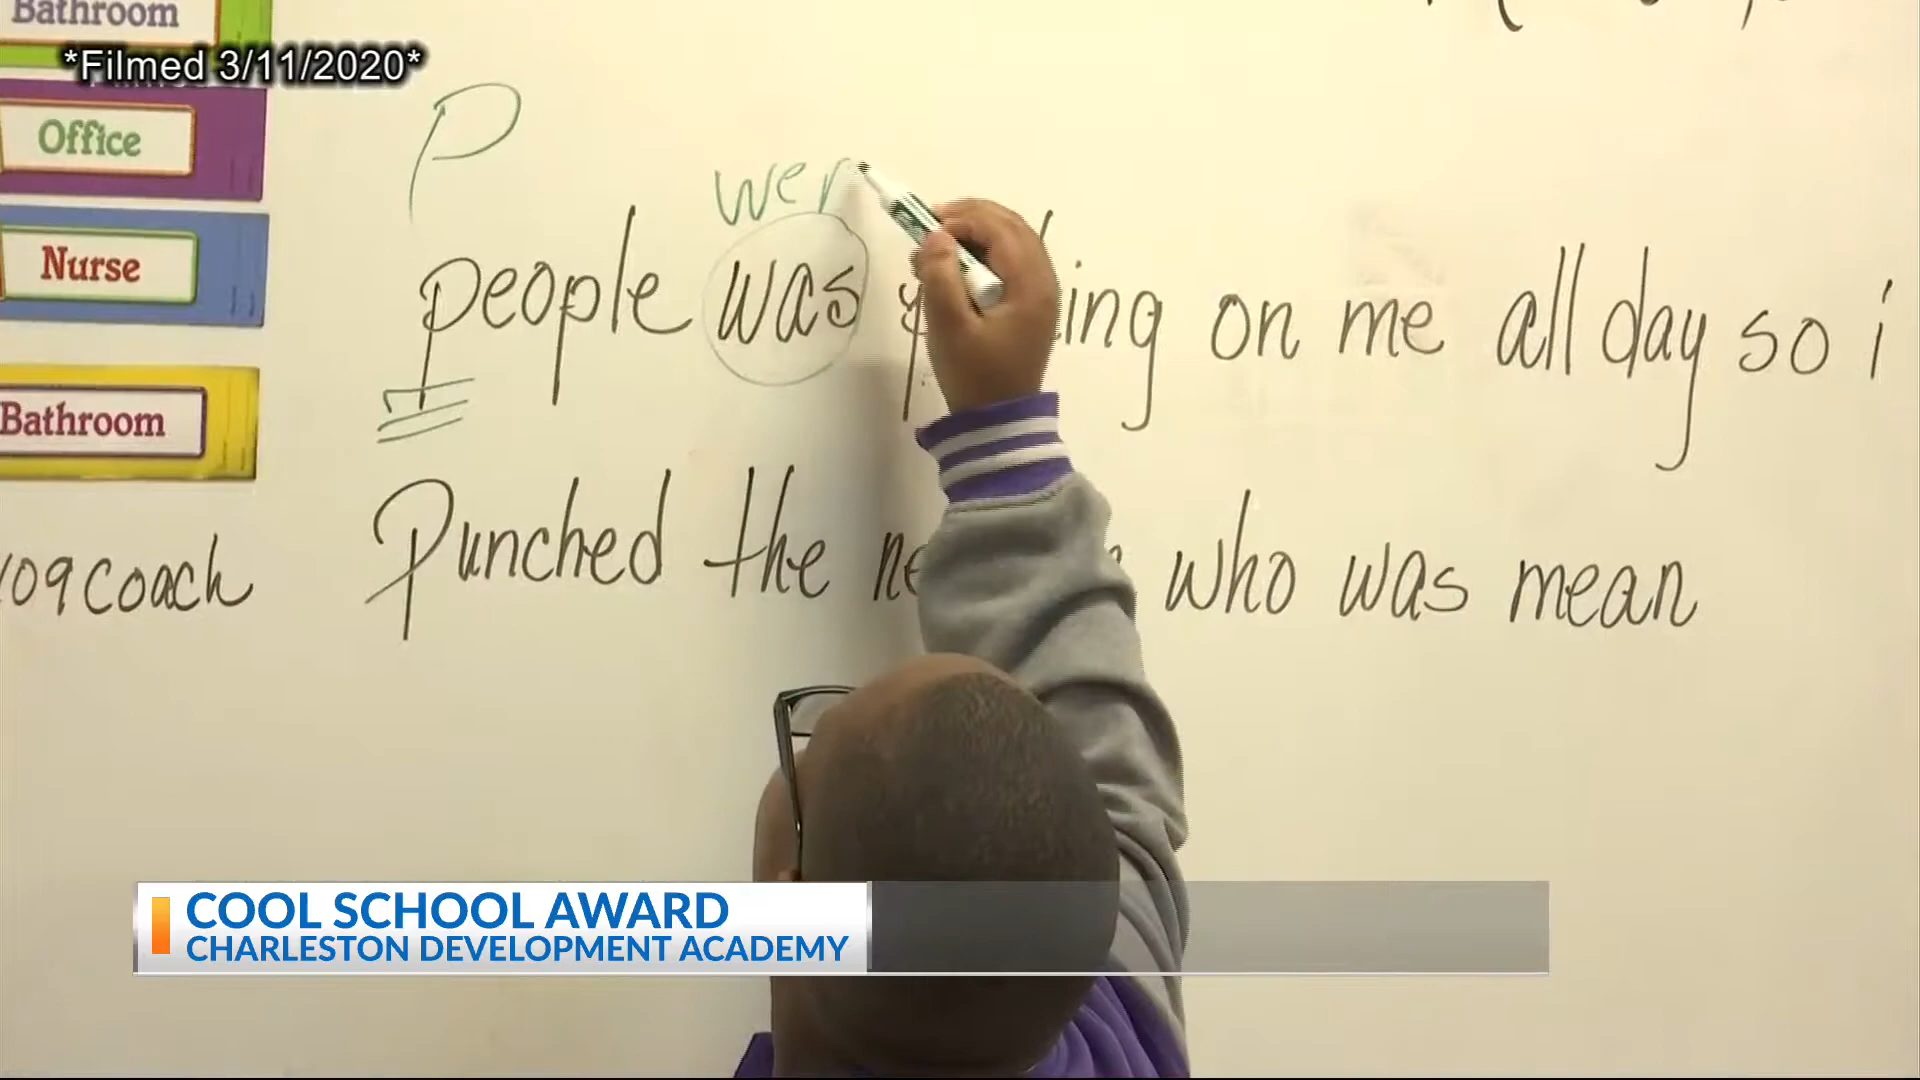 Bathroom
*Filmed 3/11/2020*
Office
Nurse
Bathroom
P
wer
people was ing on me all day so i
Punched the who was mean
coach
COOL SCHOOL AWARD
CHARLESTON DEVELOPMENT ACADEMY